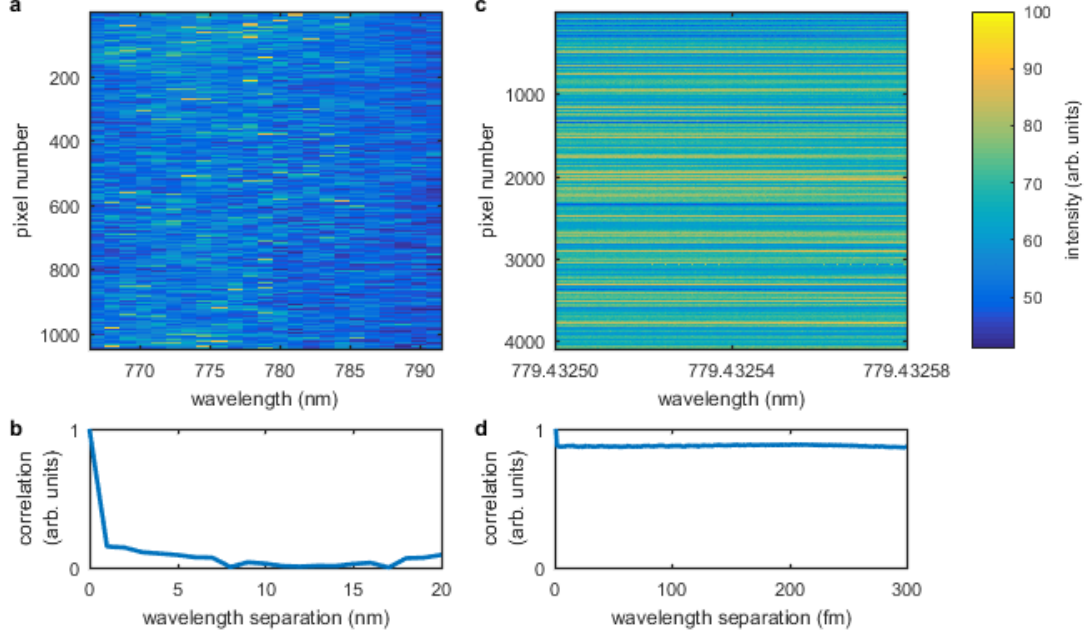 a
pixel number
200
400
600
800
1000
770
775
780
785
790
wavelength (nm)
c
pixel number
1000
2000
3000
4000
779.43250
779.43254
779.43258
wavelength (nm)
100
90
80
70
60
50
intensity (arb. units)
b
correlation
(arb. units)
1
0
0
5
10
15
20
wavelength separation (nm)
d
correlation
(arb. units)
1
0
0
100
200
300
wavelength separation (fm)